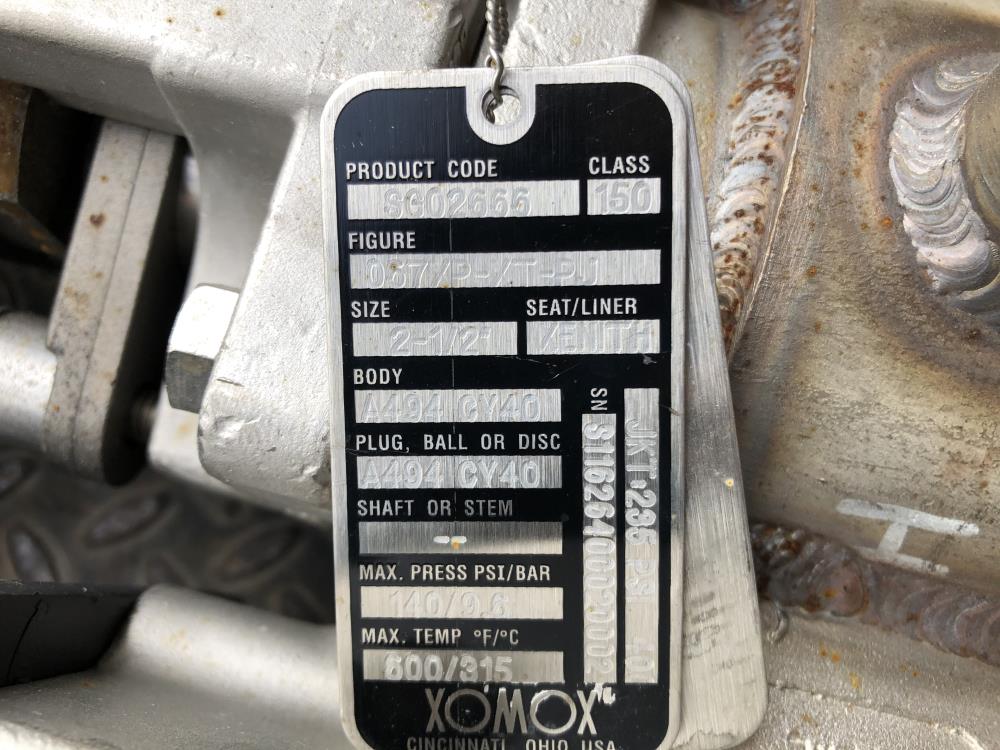 PRODUCT CODE CLASS
SG02666 150
FIGURE
067XP-XT-PJ
SIZE SEAT/LINER
2-1/2" XENITH
BODY
A494 CY40
PLUG, BALL OR DISC
A494 CY40
SHAFT OR STEM
--
MAX. PRESS PSI/BAR
140/9.6
MAX. TEMP °F/°C
600/315
SN
JKT:235 PSI
XOMOX
CINCINNATI, OHIO USA